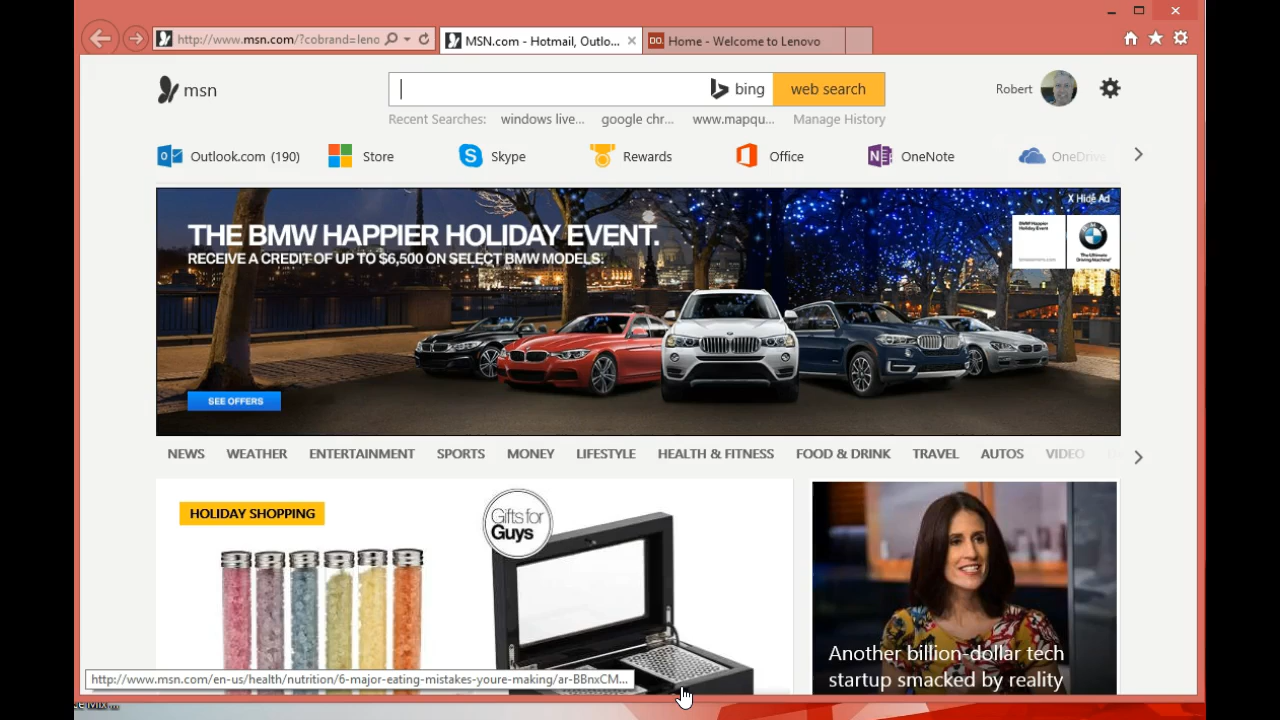 http://www.msn.com/?cobrand=leno
MSN.com - Hotmail, Outlo...
DO. Home - Welcome to Lenovo
msn
bing
web search
Robert
Recent Searches: windows live... google chr... www.mapqu... Manage History
Outlook.com (190)
Store
Skype
Rewards
Office
OneNote
OneDrive
X Hide Ad
THE BMW HAPPIER HOLIDAY EVENT.
RECEIVE A CREDIT OF UP TO $6,500 ON SELECT BMW MODELS.
BMW Happier
Holiday Event
The Ultimate
Driving Machine
SEE OFFERS
NEWS WEATHER ENTERTAINMENT SPORTS MONEY LIFESTYLE HEALTH & FITNESS FOOD & DRINK TRAVEL AUTOS VIDEO
HOLIDAY SHOPPING
Gifts for
Guys
Another billion-dollar tech
startup smacked by reality
http://www.msn.com/en-us/health/nutrition/6-major-eating-mistakes-youre-making/ar-BBnxCM...